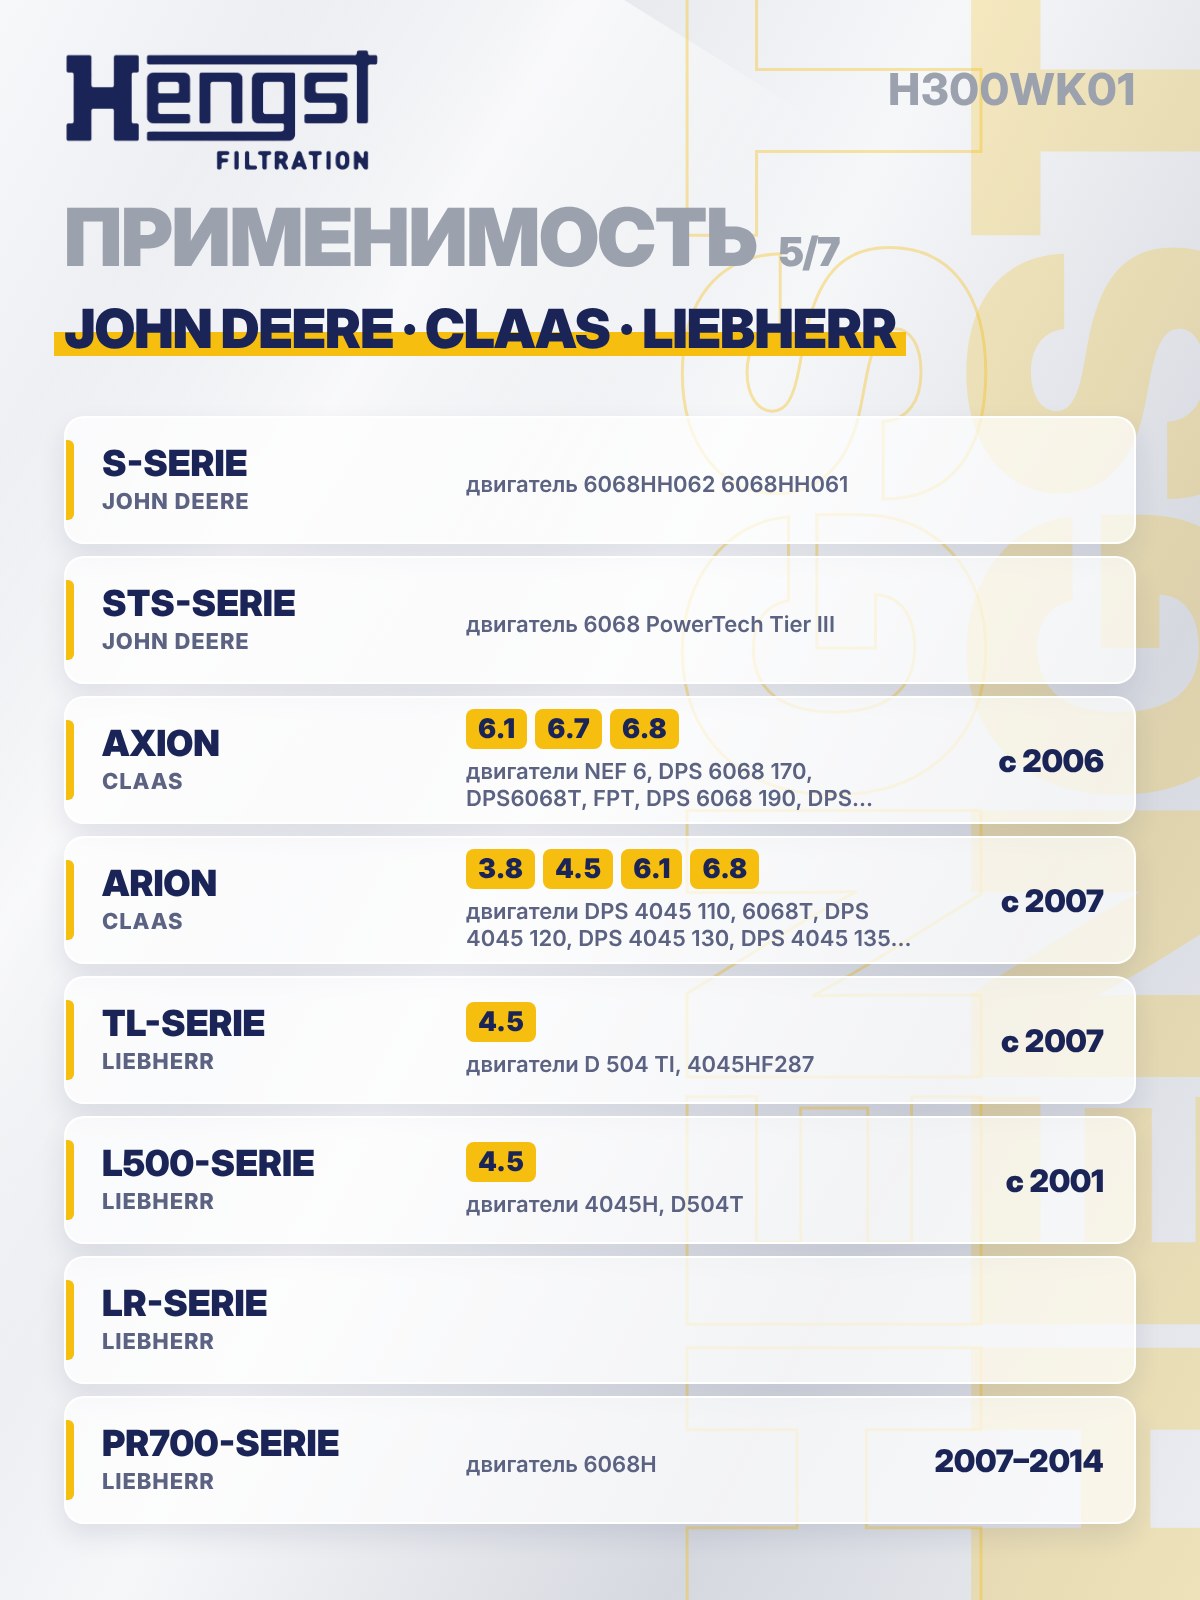 Hengst
FILTRATION
H300WK01
ПРИМЕНИМОСТЬ 5/7
JOHN DEERE · CLAAS · LIEBHERR
S-SERIE
JOHN DEERE
двигатель 6068HH062 6068HH061
STS-SERIE
JOHN DEERE
двигатель 6068 PowerTech Tier III
AXION
CLAAS
6.1 6.7 6.8
двигатели NEF 6, DPS 6068 170,
DPS6068T, FPT, DPS 6068 190, DPS...
с 2006
ARION
CLAAS
3.8 4.5 6.1 6.8
двигатели DPS 4045 110, 6068T, DPS
4045 120, DPS 4045 130, DPS 4045 135...
с 2007
TL-SERIE
LIEBHERR
4.5
двигатели D 504 TI, 4045HF287
с 2007
L500-SERIE
LIEBHERR
4.5
двигатели 4045H, D504T
с 2001
LR-SERIE
LIEBHERR
PR700-SERIE
LIEBHERR
двигатель 6068H
2007–2014
HENGST